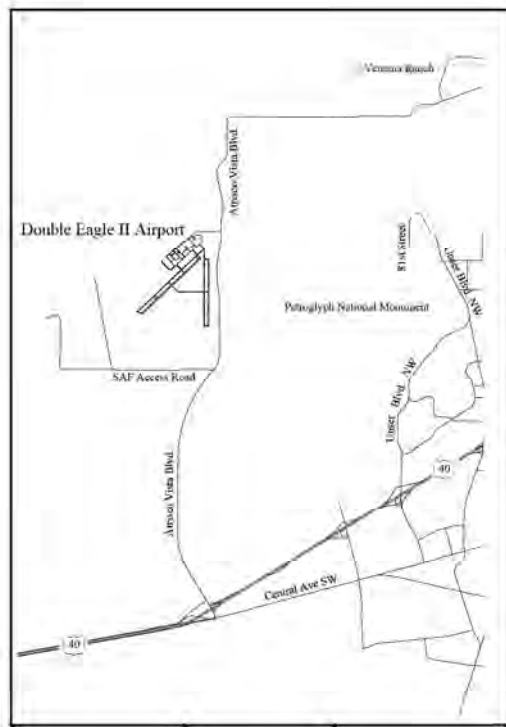 Ventana Ranch
Atrisco Vista Blvd.
Double Eagle II Airport
81st Street
Unser Blvd NW
Petroglyph National Monument
SAF Access Road
Unser Blvd NW
40
Atrisco Vista Blvd.
Central Ave SW
40